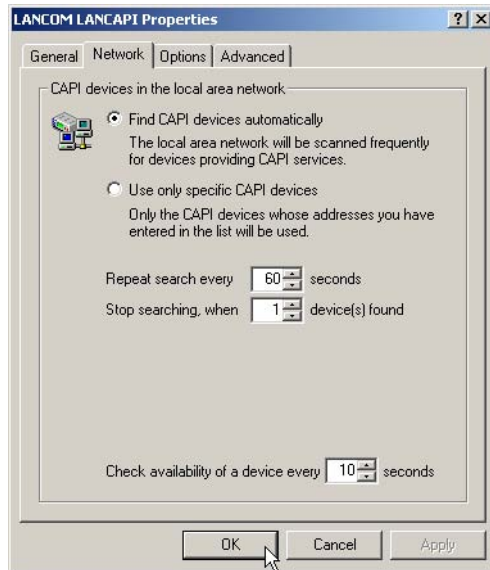 LANCOM LANCAPI Properties
General Network Options Advanced
CAPI devices in the local area network
Find CAPI devices automatically
The local area network will be scanned frequently
for devices providing CAPI services.
Use only specific CAPI devices
Only the CAPI devices whose addresses you have
entered in the list will be used.
Repeat search every 60 seconds
Stop searching, when 1 device(s) found
Check availability of a device every 10 seconds
OK Cancel Apply